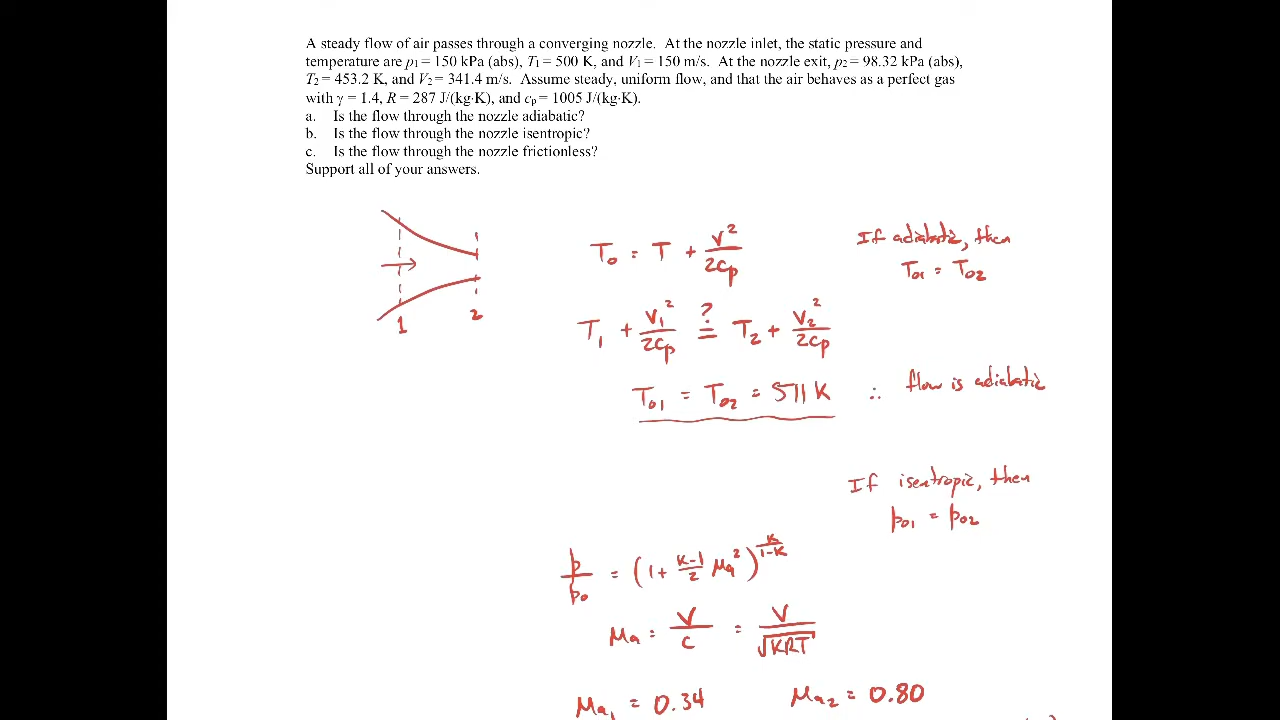 A steady flow of air passes through a converging nozzle. At the nozzle inlet, the static pressure and
temperature are p1 = 150 kPa (abs), T1 = 500 K, and V1 = 150 m/s. At the nozzle exit, p2 = 98.32 kPa (abs),
T2 = 453.2 K, and V2 = 341.4 m/s. Assume steady, uniform flow, and that the air behaves as a perfect gas
with γ = 1.4, R = 287 J/(kg·K), and cp = 1005 J/(kg·K).
a. Is the flow through the nozzle adiabatic?
b. Is the flow through the nozzle isentropic?
c. Is the flow through the nozzle frictionless?
Support all of your answers.
1 2
T0 = T + V²/2cp
If adiabatic, then
T01 = T02
T1 + V1²/2cp ?= T2 + V2²/2cp
T01 = T02 = 511 K ∴ flow is adiabatic
If isentropic, then
p01 = p02
p/p0 = (1 + K-1/2 Ma²)^K/1-K
Ma = V/c = V/√KRT
Ma1 = 0.34 Ma2 = 0.80